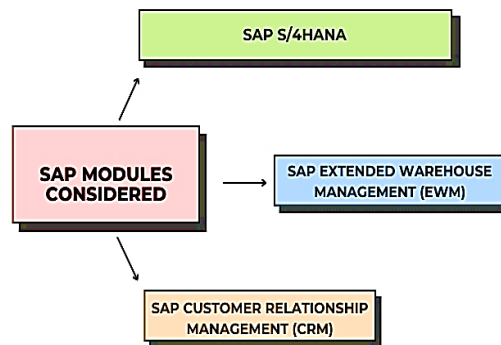 SAP S/4HANA
SAP MODULES
CONSIDERED
SAP EXTENDED WAREHOUSE
MANAGEMENT (EWM)
SAP CUSTOMER RELATIONSHIP
MANAGEMENT (CRM)